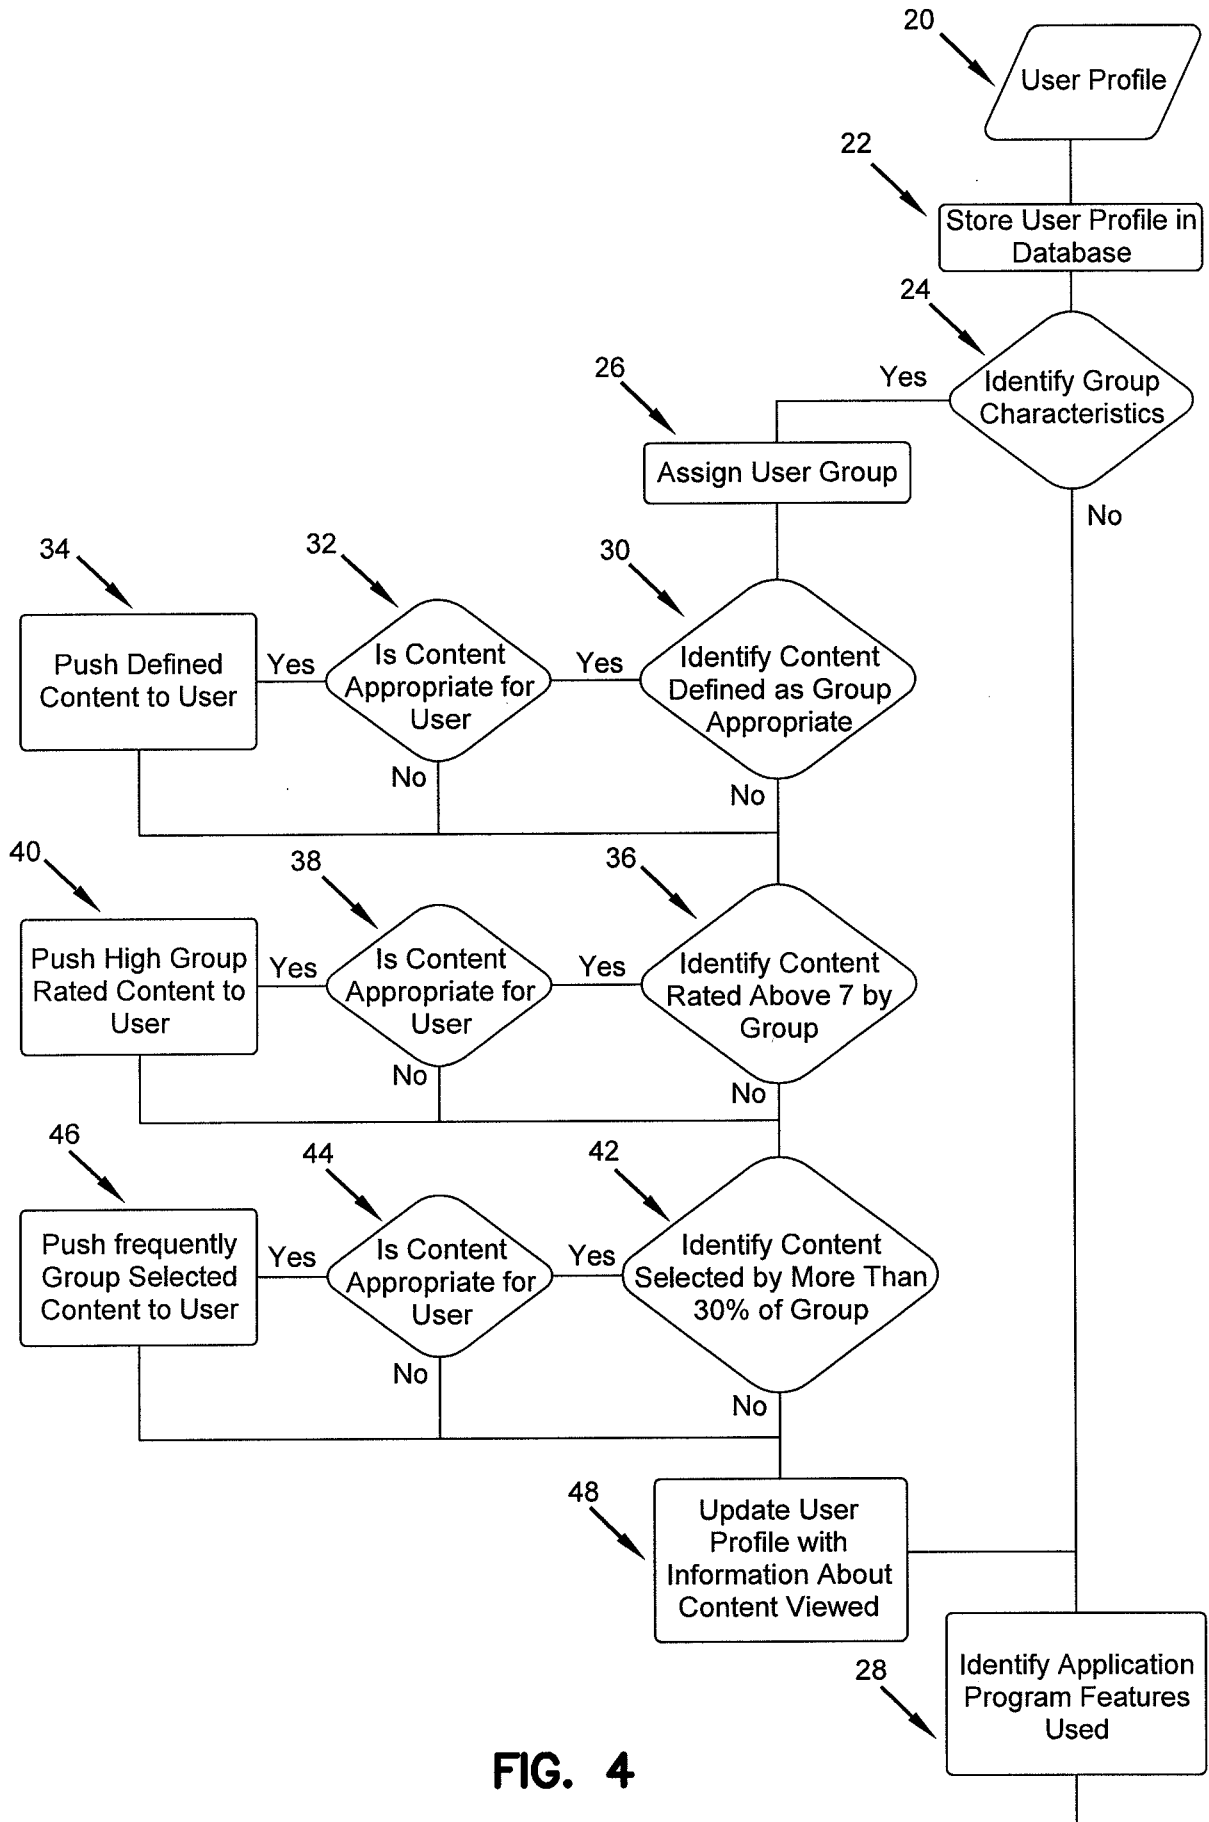 20
User Profile
22
Store User Profile in
Database
24
Identify Group
Characteristics
Yes
No
26
Assign User Group
30
Identify Content
Defined as Group
Appropriate
Yes
No
32
Is Content
Appropriate for
User
Yes
No
34
Push Defined
Content to User
36
Identify Content
Rated Above 7 by
Group
Yes
No
38
Is Content
Appropriate for
User
Yes
No
40
Push High Group
Rated Content to
User
42
Identify Content
Selected by More Than
30% of Group
Yes
No
44
Is Content
Appropriate for
User
Yes
No
46
Push frequently
Group Selected
Content to User
48
Update User
Profile with
Information About
Content Viewed
28
Identify Application
Program Features
Used
FIG. 4